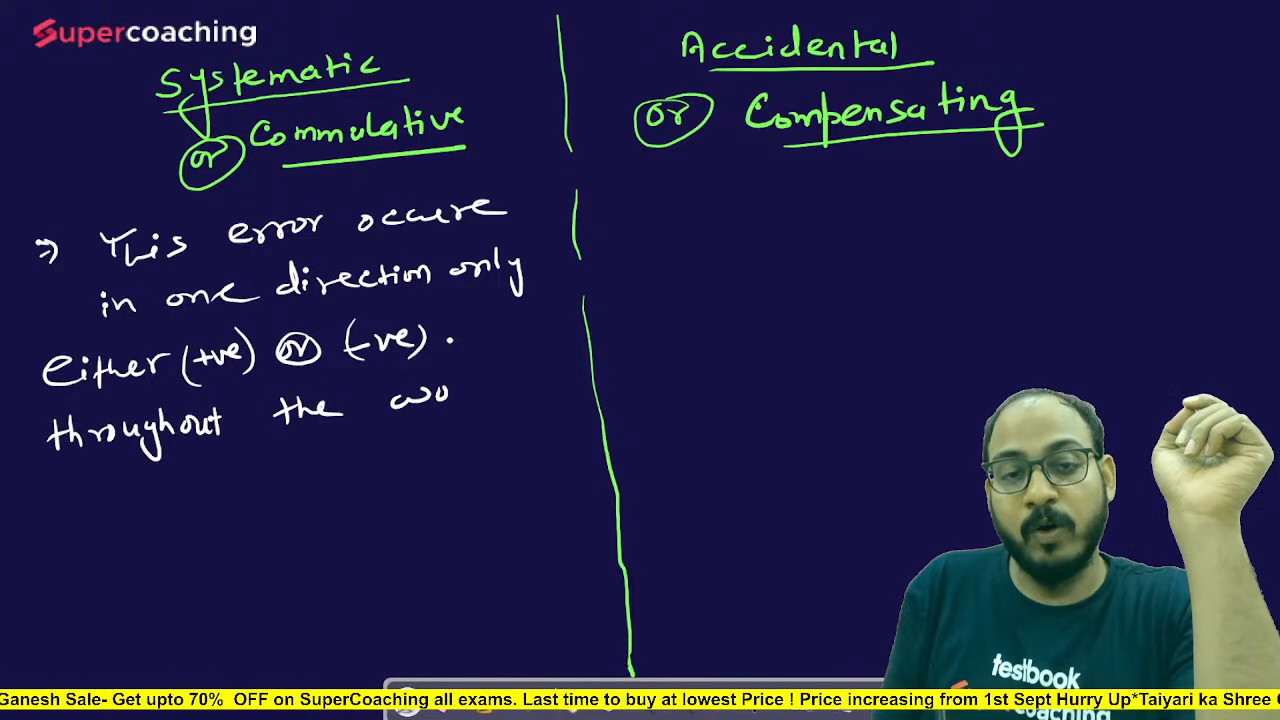 Supercoaching
Systematic
or Commulative
Accidental
or Compensating
⇒ This error occure
in one direction only
either (+ve) or (-ve).
throughout the wo
testbook
coaching
Ganesh Sale- Get upto 70% OFF on SuperCoaching all exams. Last time to buy at lowest Price ! Price increasing from 1st Sept Hurry Up*Taiyari ka Shree